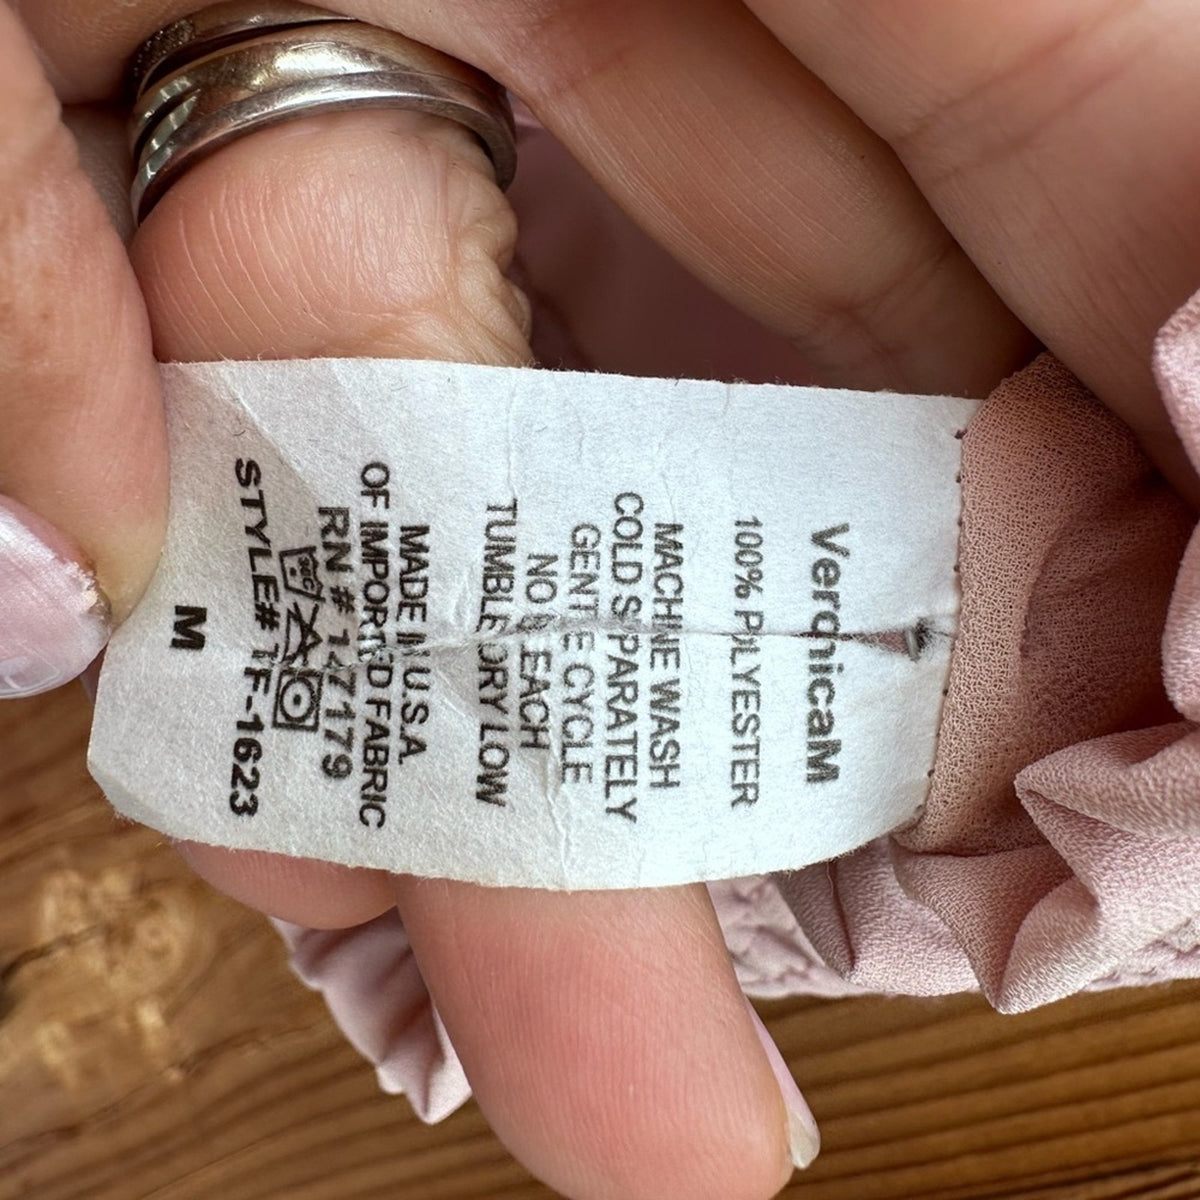 VeronicaM
100% POLYESTER
MACHINE WASH
COLD SEPARATELY
GENTLE CYCLE
NO BLEACH
TUMBLE DRY LOW
MADE IN U.S.A.
OF IMPORTED FABRIC
RN # 147179
30C
STYLE# TF-1623
M